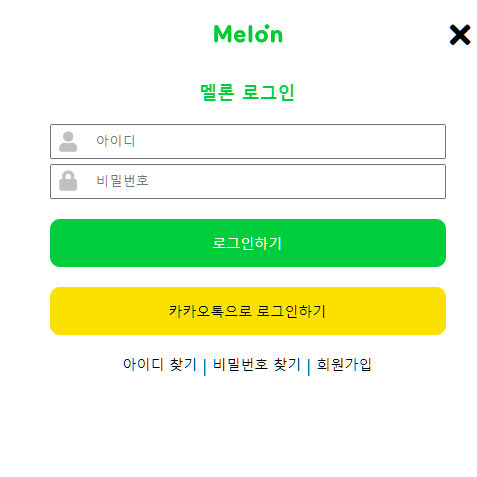 Melon
멜론 로그인
아이디
비밀번호
로그인하기
카카오톡으로 로그인하기
아이디 찾기 | 비밀번호 찾기 | 회원가입